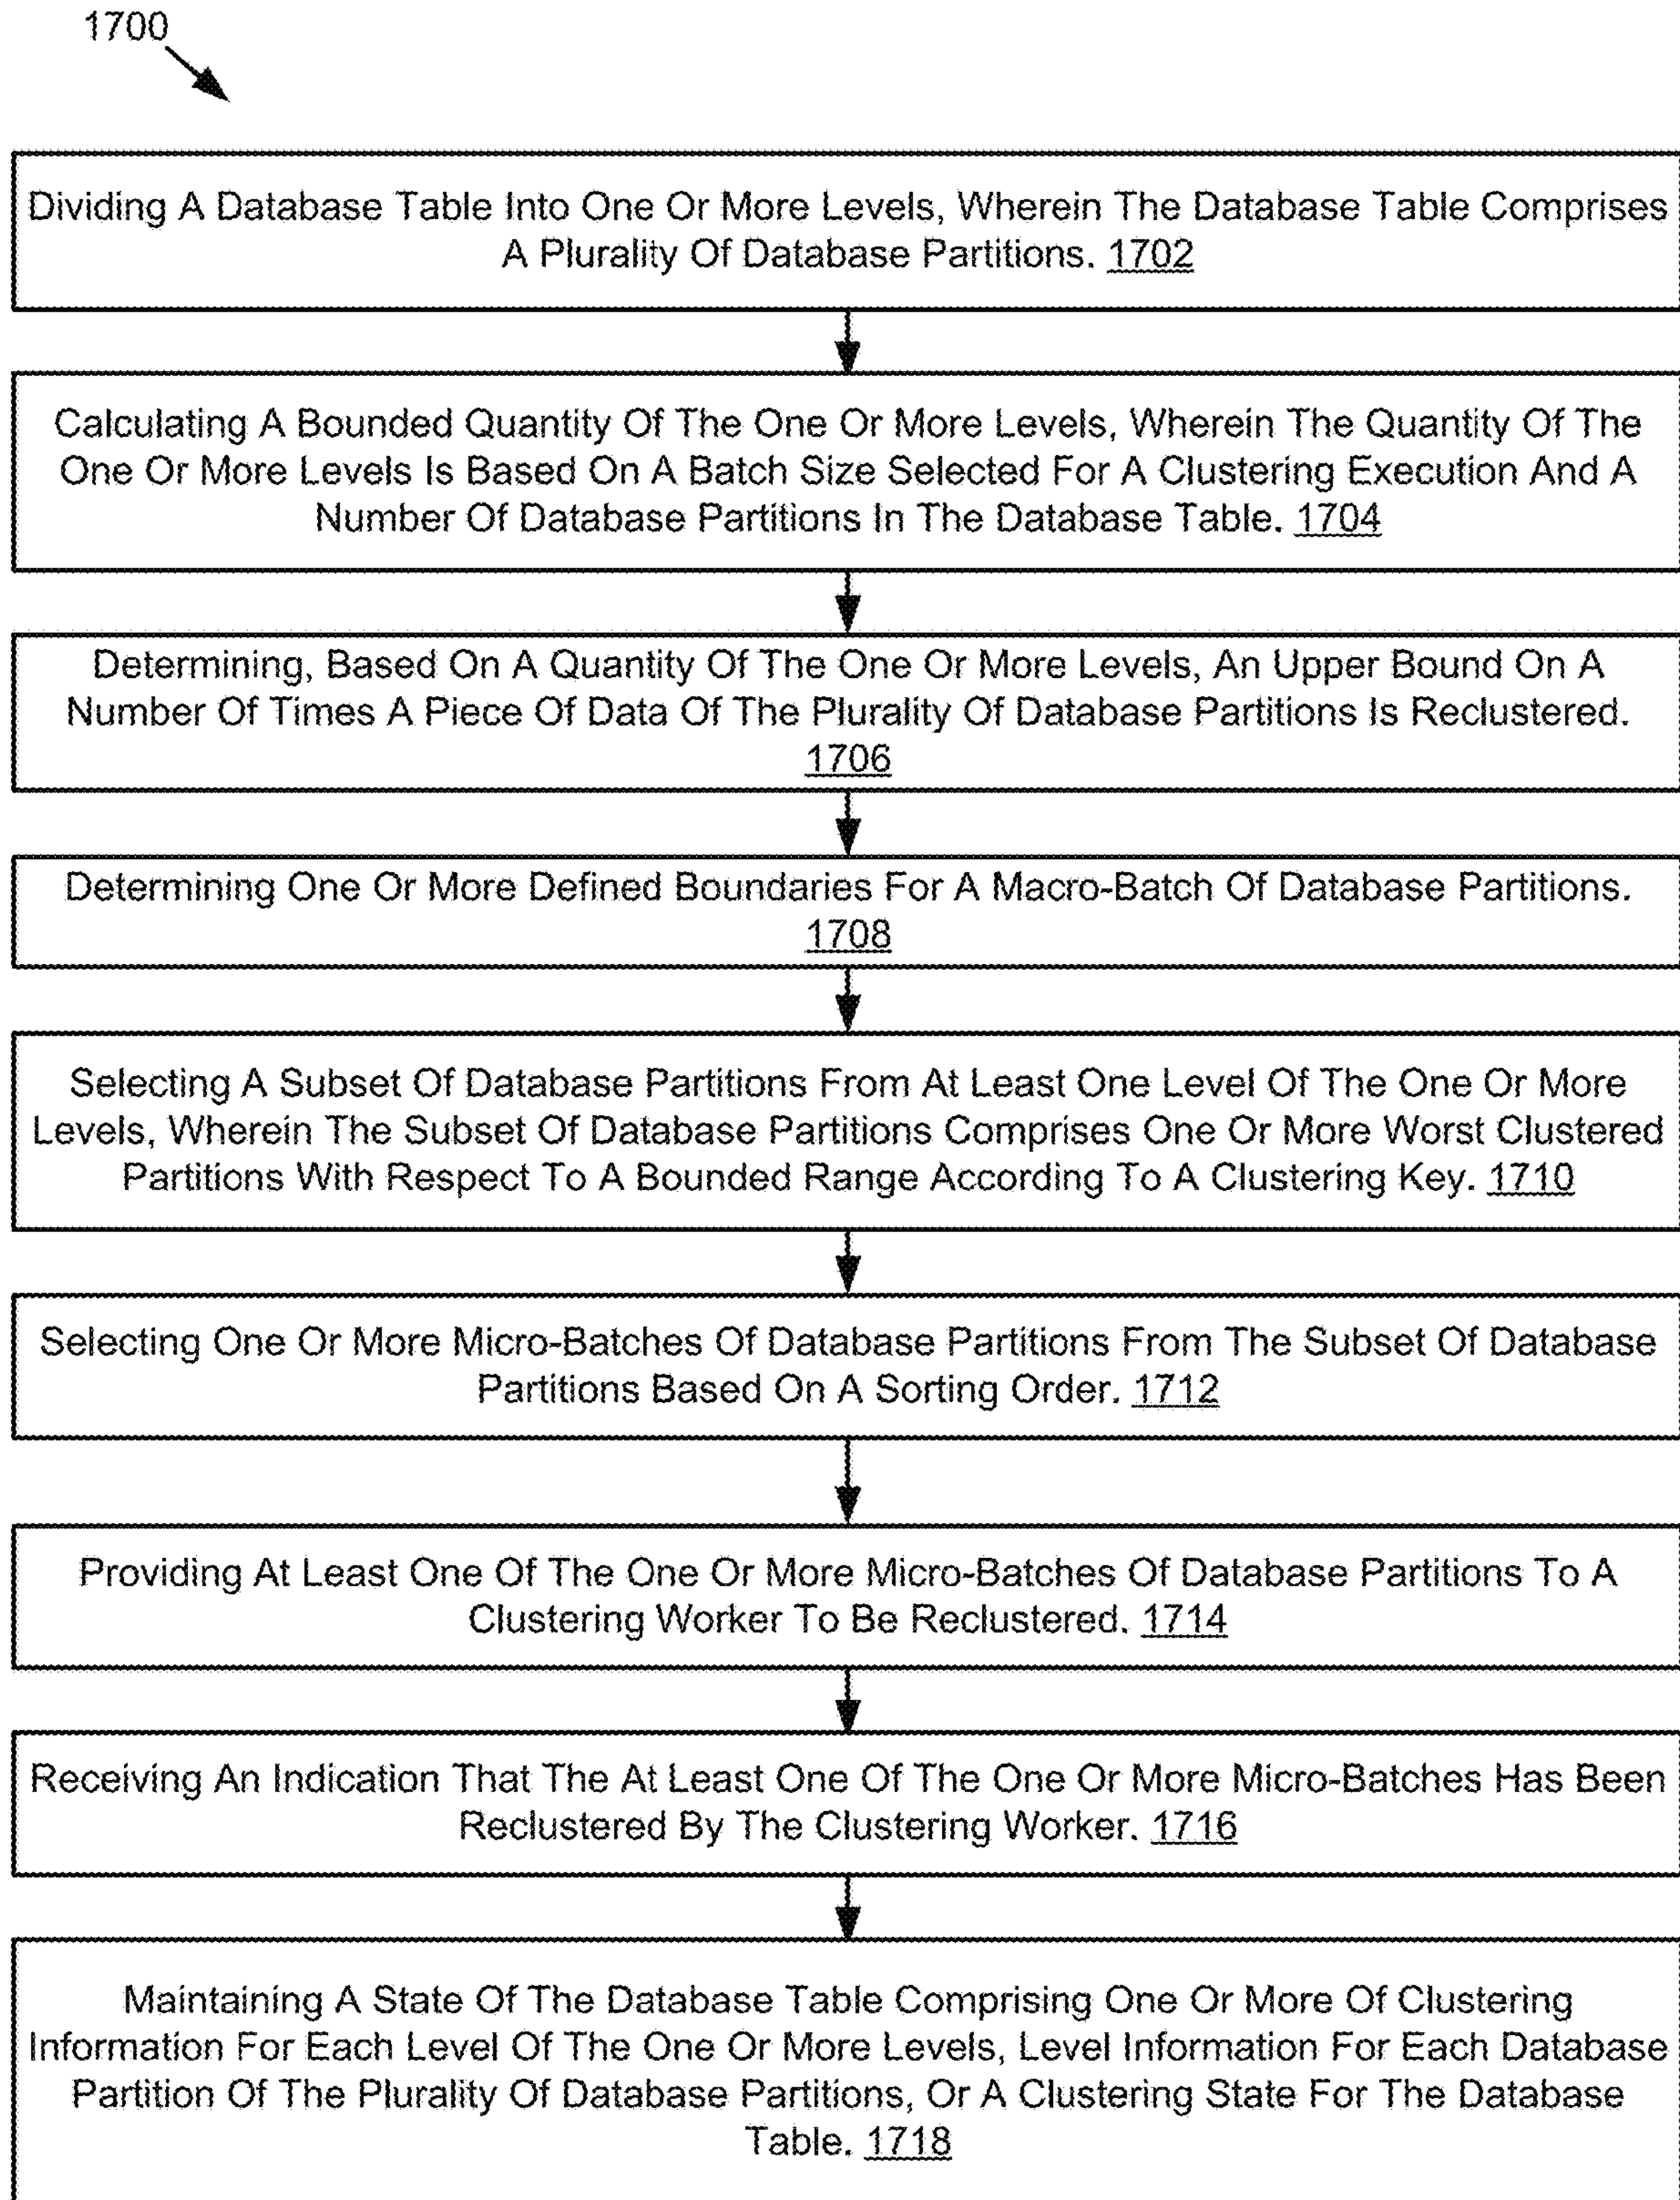 1700
Dividing A Database Table Into One Or More Levels, Wherein The Database Table Comprises
A Plurality Of Database Partitions. 1702
Calculating A Bounded Quantity Of The One Or More Levels, Wherein The Quantity Of The
One Or More Levels Is Based On A Batch Size Selected For A Clustering Execution And A
Number Of Database Partitions In The Database Table. 1704
Determining, Based On A Quantity Of The One Or More Levels, An Upper Bound On A
Number Of Times A Piece Of Data Of The Plurality Of Database Partitions Is Reclustered.
1706
Determining One Or More Defined Boundaries For A Macro-Batch Of Database Partitions.
1708
Selecting A Subset Of Database Partitions From At Least One Level Of The One Or More
Levels, Wherein The Subset Of Database Partitions Comprises One Or More Worst Clustered
Partitions With Respect To A Bounded Range According To A Clustering Key. 1710
Selecting One Or More Micro-Batches Of Database Partitions From The Subset Of Database
Partitions Based On A Sorting Order. 1712
Providing At Least One Of The One Or More Micro-Batches Of Database Partitions To A
Clustering Worker To Be Reclustered. 1714
Receiving An Indication That The At Least One Of The One Or More Micro-Batches Has Been
Reclustered By The Clustering Worker. 1716
Maintaining A State Of The Database Table Comprising One Or More Of Clustering
Information For Each Level Of The One Or More Levels, Level Information For Each Database
Partition Of The Plurality Of Database Partitions, Or A Clustering State For The Database
Table. 1718